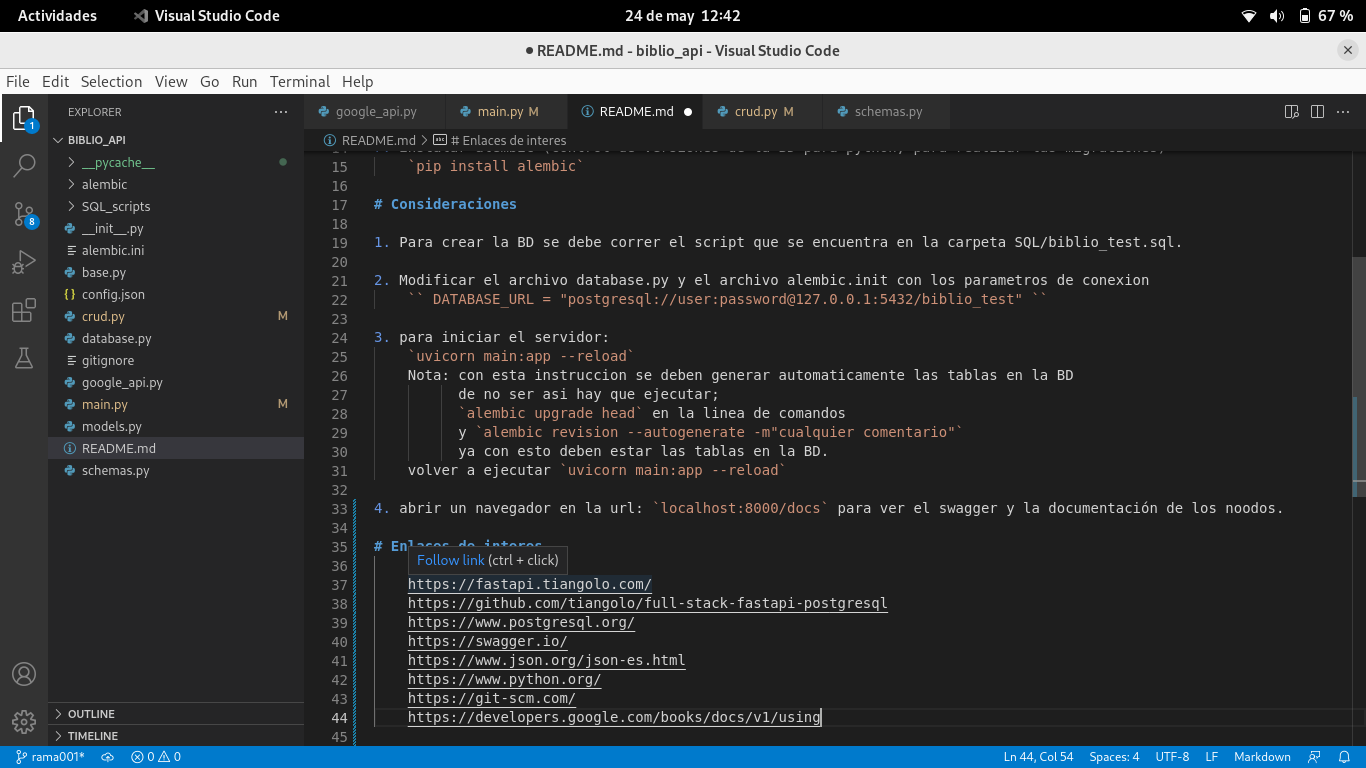 Actividades Visual Studio Code 24 de may 12:42 67 %
README.md - biblio_api - Visual Studio Code
File Edit Selection View Go Run Terminal Help
EXPLORER
google_api.py main.py M README.md crud.py M schemas.py
README.md > # Enlaces de interes
1
8
BIBLIO_API
__pycache__
alembic
SQL_scripts
__init__.py
alembic.ini
base.py
config.json
crud.py M
database.py
gitignore
google_api.py
main.py M
models.py
README.md
schemas.py
OUTLINE
TIMELINE
15 `pip install alembic`
16
17 # Consideraciones
18
19 1. Para crear la BD se debe correr el script que se encuentra en la carpeta SQL/biblio_test.sql.
20
21 2. Modificar el archivo database.py y el archivo alembic.init con los parametros de conexion
22 `` DATABASE_URL = "postgresql://user:password@127.0.0.1:5432/biblio_test" ``
23
24 3. para iniciar el servidor:
25 `uvicorn main:app --reload`
26 Nota: con esta instruccion se deben generar automaticamente las tablas en la BD
27 de no ser asi hay que ejecutar;
28 `alembic upgrade head` en la linea de comandos
29 y `alembic revision --autogenerate -m"cualquier comentario"`
30 ya con esto deben estar las tablas en la BD.
31 volver a ejecutar `uvicorn main:app --reload`
32
33 4. abrir un navegador en la url: `localhost:8000/docs` para ver el swagger y la documentación de los noodos.
34
35 # Enlaces de interes
Follow link (ctrl + click)
36
37 https://fastapi.tiangolo.com/
38 https://github.com/tiangolo/full-stack-fastapi-postgresql
39 https://www.postgresql.org/
40 https://swagger.io/
41 https://www.json.org/json-es.html
42 https://www.python.org/
43 https://git-scm.com/
44 https://developers.google.com/books/docs/v1/using
45
rama001* 0 0 Ln 44, Col 54 Spaces: 4 UTF-8 LF Markdown